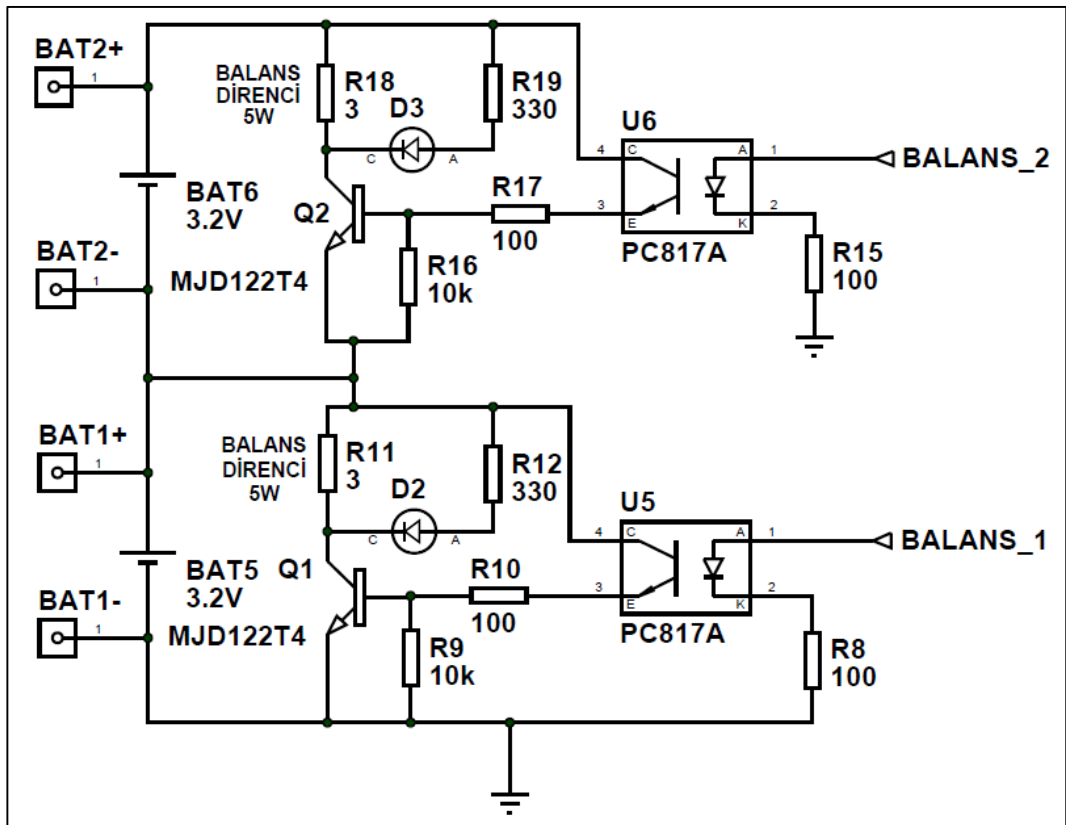 BAT2+
1
BALANS
DİRENCİ
5W
R18
3
D3
C
A
R19
330
U6
4
C
A
1
BALANS_2
BAT6
3.2V
Q2
R17
100
3
E
K
2
PC817A
BAT2-
1
MJD122T4
R16
10k
R15
100
BAT1+
1
BALANS
DİRENCİ
5W
R11
3
D2
C
A
R12
330
U5
4
C
A
1
BALANS_1
BAT5
3.2V
Q1
R10
100
3
E
K
2
PC817A
BAT1-
1
MJD122T4
R9
10k
R8
100